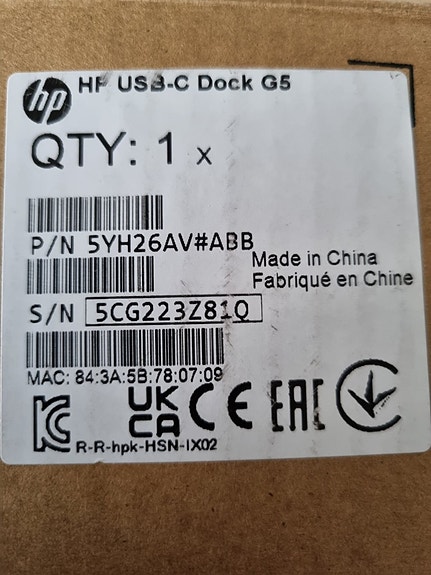 hp HP USB-C Dock G5
QTY: 1 x
P/N 5YH26AV#ABB
Made in China
Fabriqué en Chine
S/N 5CG223Z81Q
MAC: 84:3A:5B:78:07:09
UK
CA CE EAC
R-R-hpk-HSN-IX02